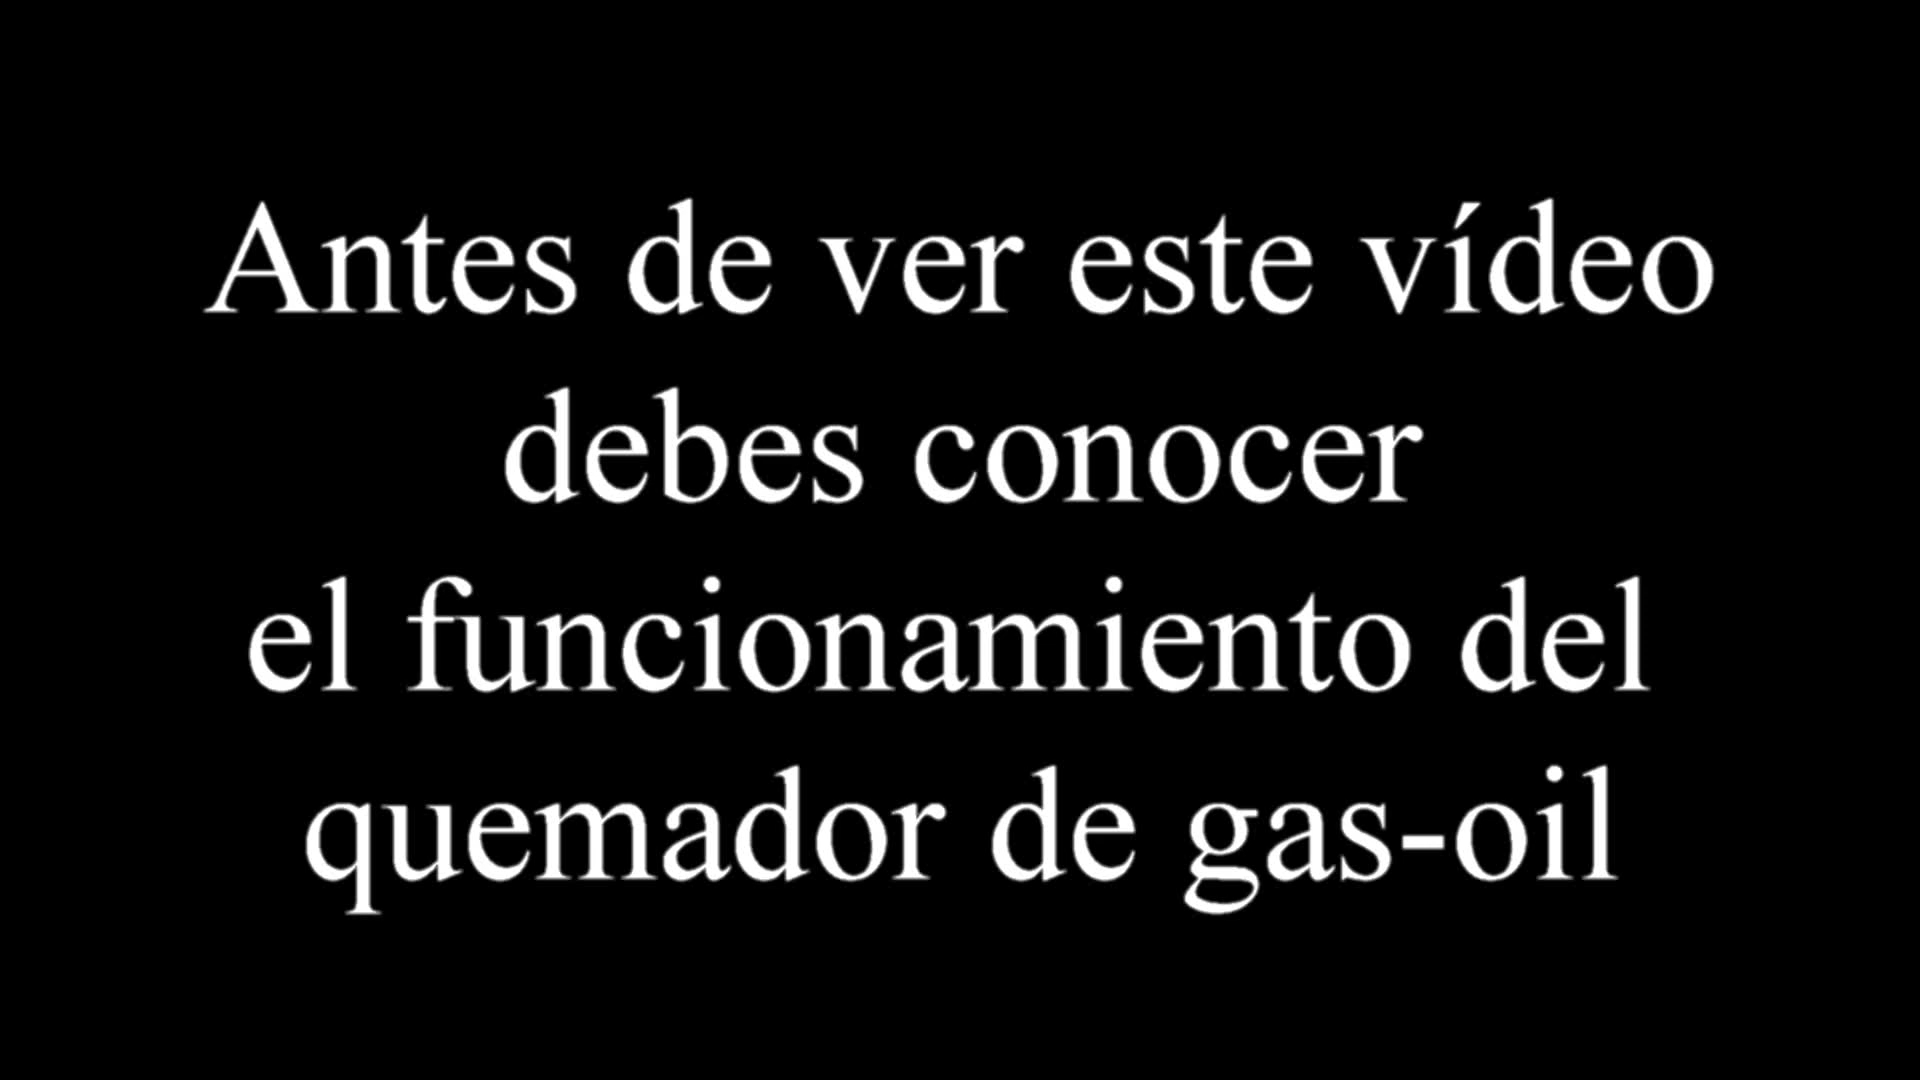 Antes de ver este vídeo
debes conocer
el funcionamiento del
quemador de gas-oil